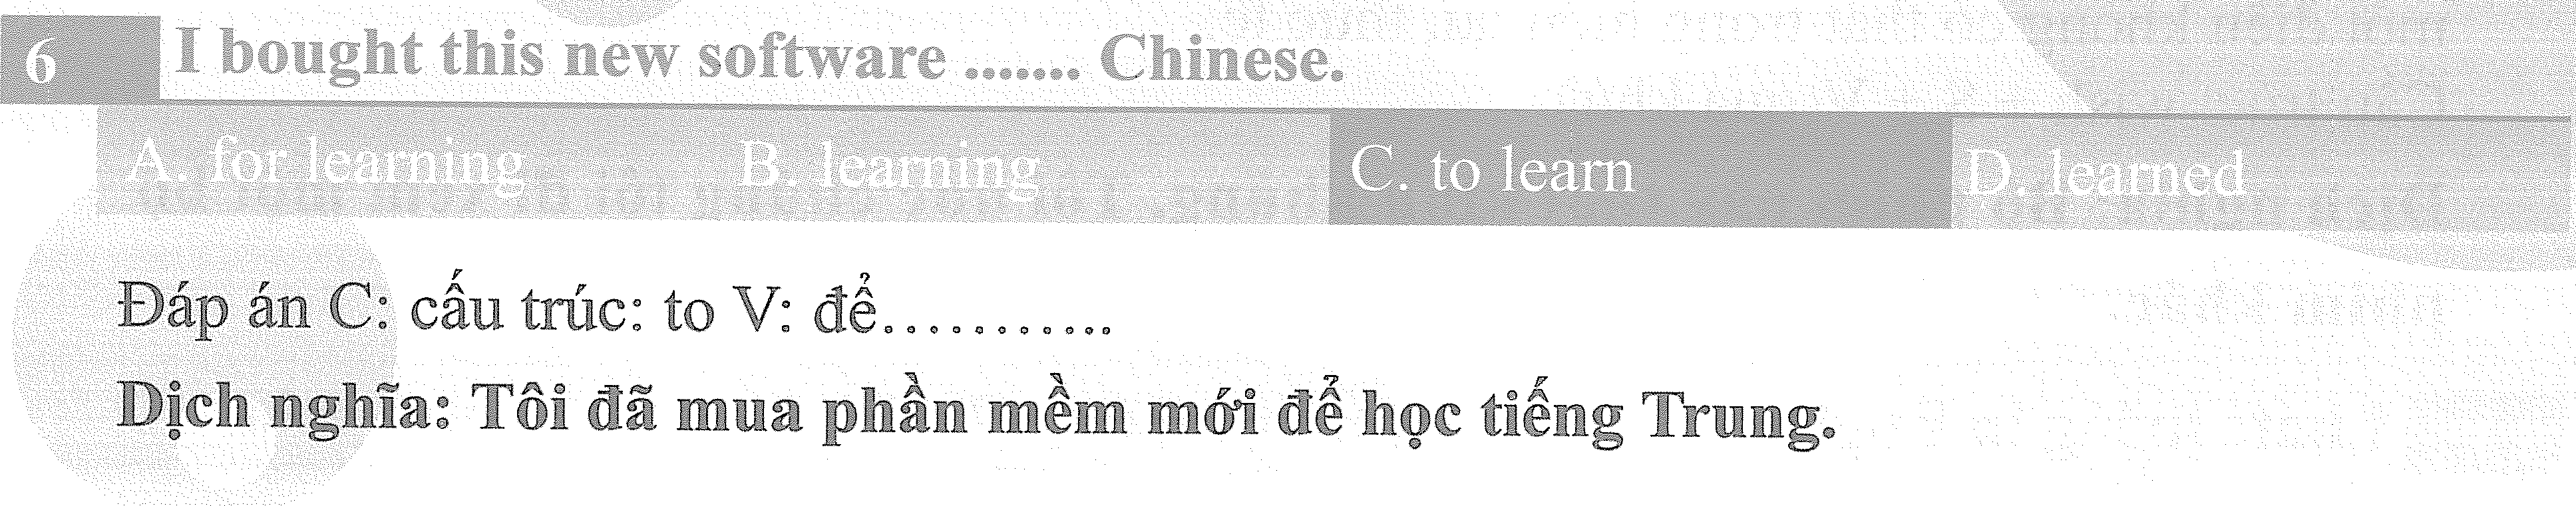 6 I bought this new software ....... Chinese.
A. for learning B. learning C. to learn D. learned
Đáp án C: cấu trúc: to V: để...........
Dịch nghĩa: Tôi đã mua phần mềm mới để học tiếng Trung.